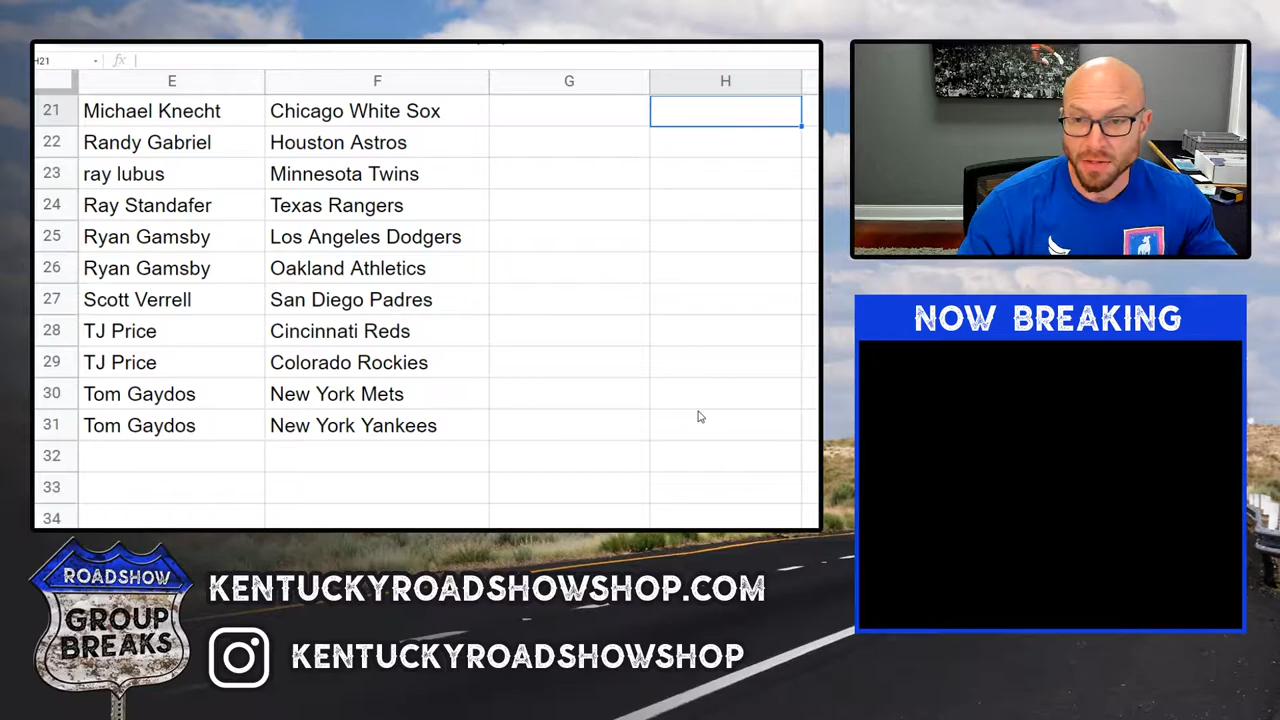 H21
fx
E F G H
21 Michael Knecht Chicago White Sox
22 Randy Gabriel Houston Astros
23 ray lubus Minnesota Twins
24 Ray Standafer Texas Rangers
25 Ryan Gamsby Los Angeles Dodgers
26 Ryan Gamsby Oakland Athletics
27 Scott Verrell San Diego Padres
28 TJ Price Cincinnati Reds
29 TJ Price Colorado Rockies
30 Tom Gaydos New York Mets
31 Tom Gaydos New York Yankees
32
33
34
NOW BREAKING
ROADSHOW
GROUP
BREAKS
KENTUCKYROADSHOWSHOP.COM
KENTUCKYROADSHOWSHOP